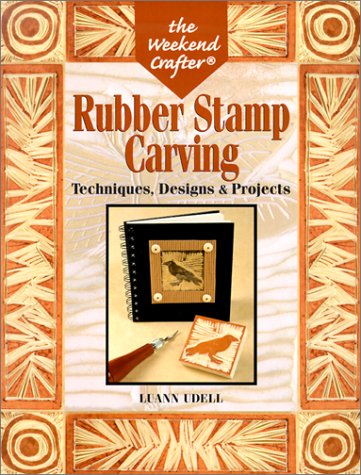 the
Weekend
Crafter®
Rubber Stamp
Carving
Techniques, Designs & Projects
LUANN UDELL